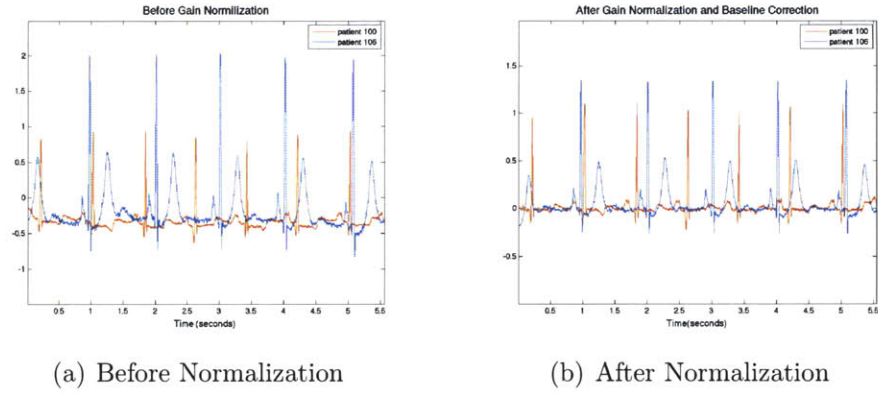 Before Gain Normilization
patient 100
patient 106
2
1.5
1
0.5
0
-0.5
-1
0.5 1 1.5 2 2.5 3 3.5 4 4.5 5 5.5
Time (seconds)
(a) Before Normalization
After Gain Normalization and Baseline Correction
patient 100
patient 106
1.5
1
0.5
0
-0.5
0.5 1 1.5 2 2.5 3 3.5 4 4.5 5 5.5
Time(seconds)
(b) After Normalization